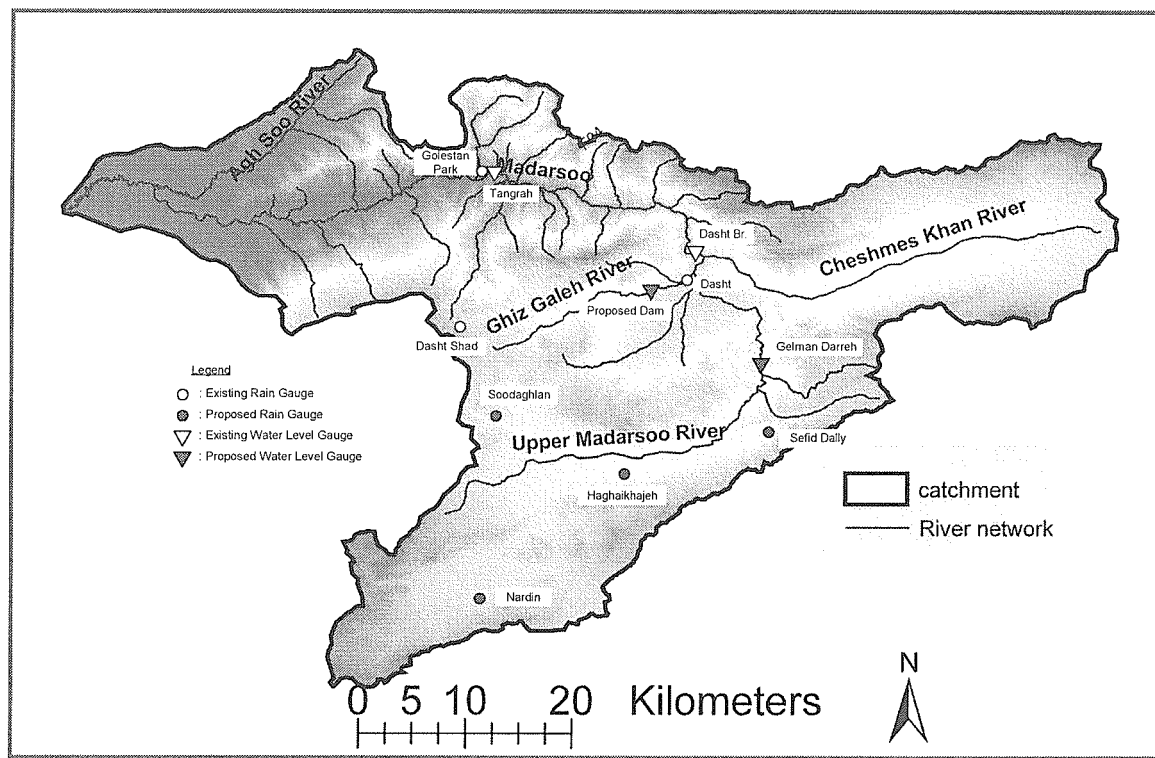 Agh Soo River
Golestan
Park
Madarsoo
Tangrah
Dasht Br.
Cheshmes Khan River
Ghiz Galeh River
Dasht
Proposed Dam
Dasht Shad
Gelman Darreh
Legend
: Existing Rain Gauge
: Proposed Rain Gauge
: Existing Water Level Gauge
: Proposed Water Level Gauge
Soodaghlan
Upper Madarsoo River
Sefid Dally
Haghaikhajeh
catchment
River network
Nardin
N
0 5 10 20 Kilometers